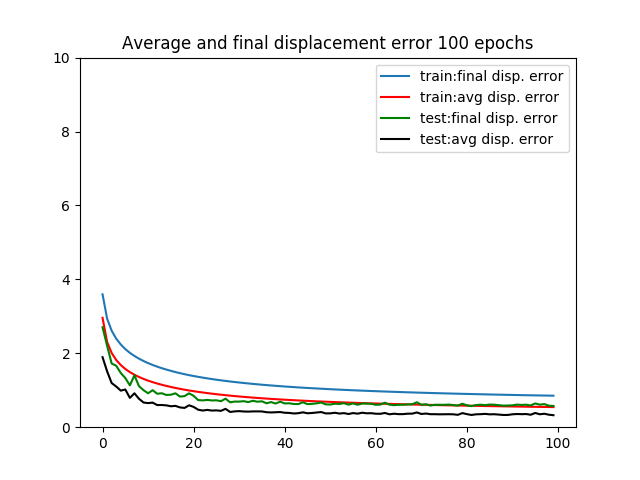 Average and final displacement error 100 epochs
10
8
6
4
2
0
train:final disp. error
train:avg disp. error
test:final disp. error
test:avg disp. error
0 20 40 60 80 100